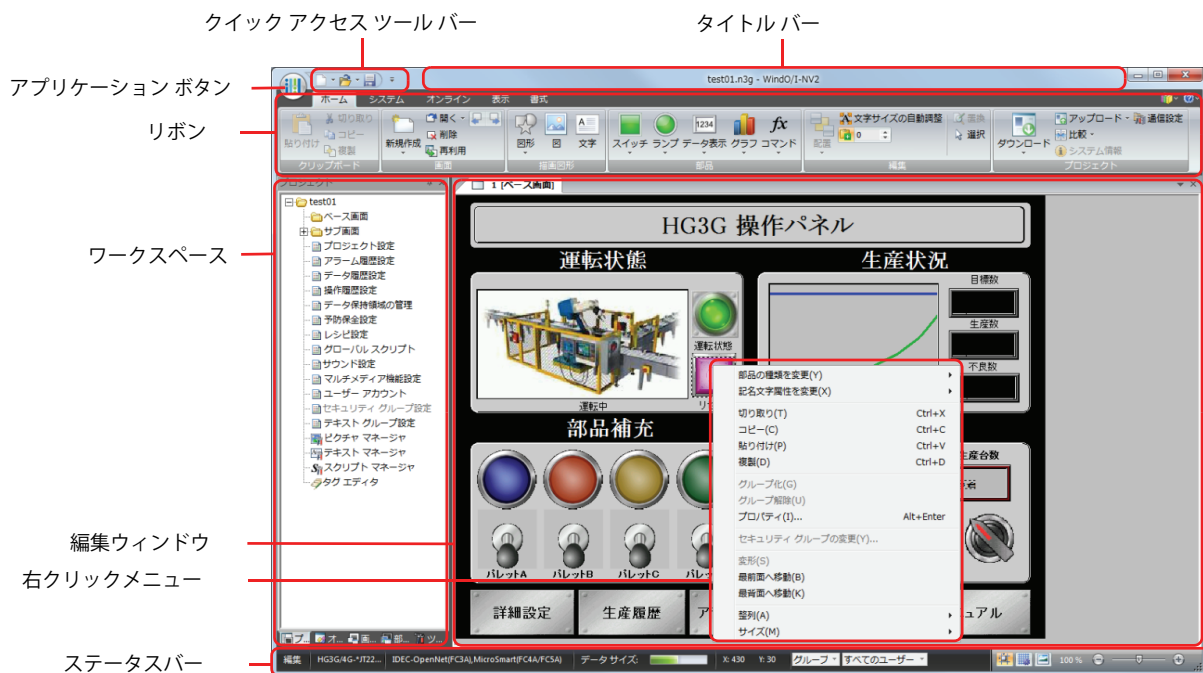 クイック アクセス ツール バー
タイトル バー
アプリケーション ボタン
リボン
ワークスペース
編集ウィンドウ
右クリックメニュー
ステータスバー
test01.n3g - WindO/I-NV2
ホーム システム オンライン 表示 書式
貼り付け
切り取り
コピー
複製
クリップボード
新規作成
開く
削除
再利用
画面
図形 図 文字
描画図形
スイッチ ランプ データ表示 グラフ コマンド
1234
fx
部品
配置
文字サイズの自動調整
0
置換
選択
編集
ダウンロード
アップロード
通信設定
比較
システム情報
プロジェクト
プロジェクト
test01
ベース画面
サブ画面
プロジェクト設定
アラーム履歴設定
データ履歴設定
操作履歴設定
データ保持領域の管理
予防保全設定
レシピ設定
グローバル スクリプト
サウンド設定
マルチメディア機能設定
ユーザー アカウント
セキュリティ グループ設定
テキスト グループ設定
ピクチャ マネージャ
テキスト マネージャ
スクリプト マネージャ
タグ エディタ
プ... オ... 画... 部... ツ...
1 [ベース画面]
HG3G 操作パネル
運転状態
生産状況
運転状態
運転中
目標数
生産数
不良数
部品補充
生産台数
パレットA パレットB パレットC
詳細設定
生産履歴
部品の種類を変更(Y)
記名文字属性を変更(X)
切り取り(T) Ctrl+X
コピー(C) Ctrl+C
貼り付け(P) Ctrl+V
複製(D) Ctrl+D
グループ化(G)
グループ解除(U)
プロパティ(I)... Alt+Enter
セキュリティ グループの変更(Y)...
変形(S)
最前面へ移動(B)
最背面へ移動(K)
整列(A)
サイズ(M)
編集 HG3G/4G-*JT22... IDEC-OpenNet(FC3A),MicroSmart(FC4A/FC5A) データ サイズ: X: 430 Y: 30 グループ すべてのユーザー 100 %